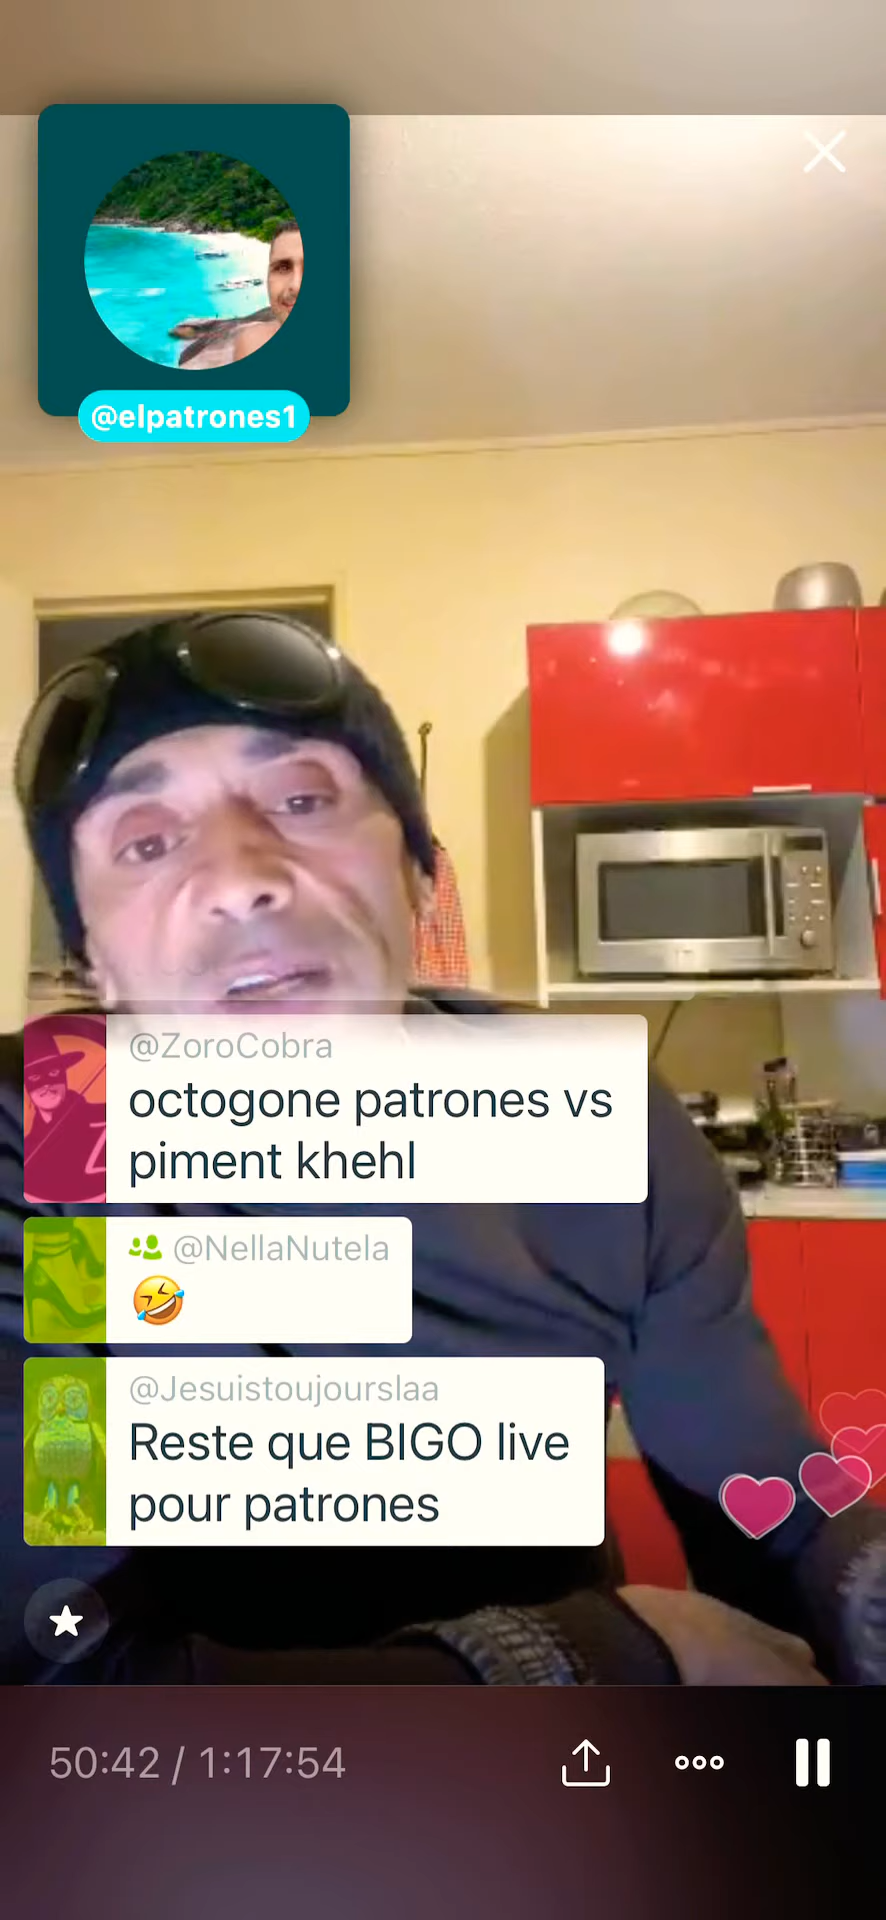 @elpatrones1
@ZoroCobra
octogone patrones vs
piment khehl
@NellaNutela
@Jesuistoujourslaa
Reste que BIGO live
pour patrones
50:42 / 1:17:54